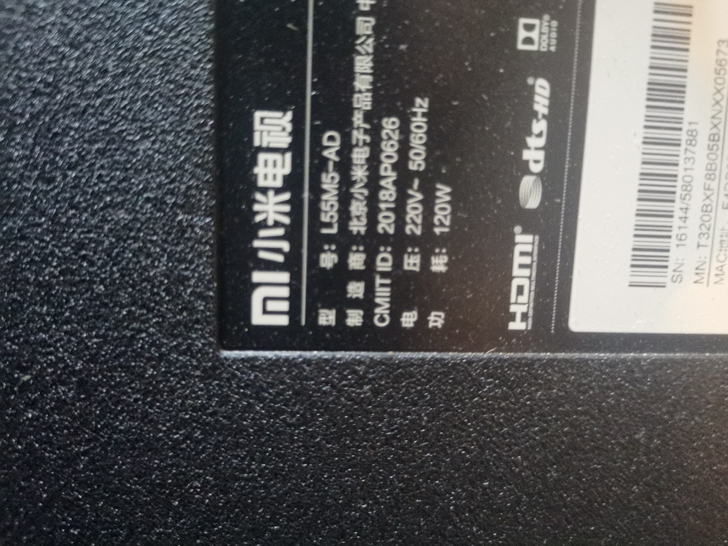 mi 小米电视
型 号: L55M5-AD
制 造 商: 北京小米电子产品有限公司
CMIIT ID: 2018AP0626
电 压: 220V~ 50/60Hz
功 耗: 120W
HDMI dts-HD DOLBY AUDIO
SN: 16144/580137881
MN: T320BXF8B05BXNXX05673